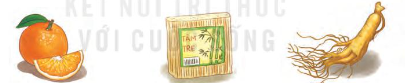 KẾT NỐI TRI THỨC
VỚI CUỘC SỐNG
TĂM
TRE